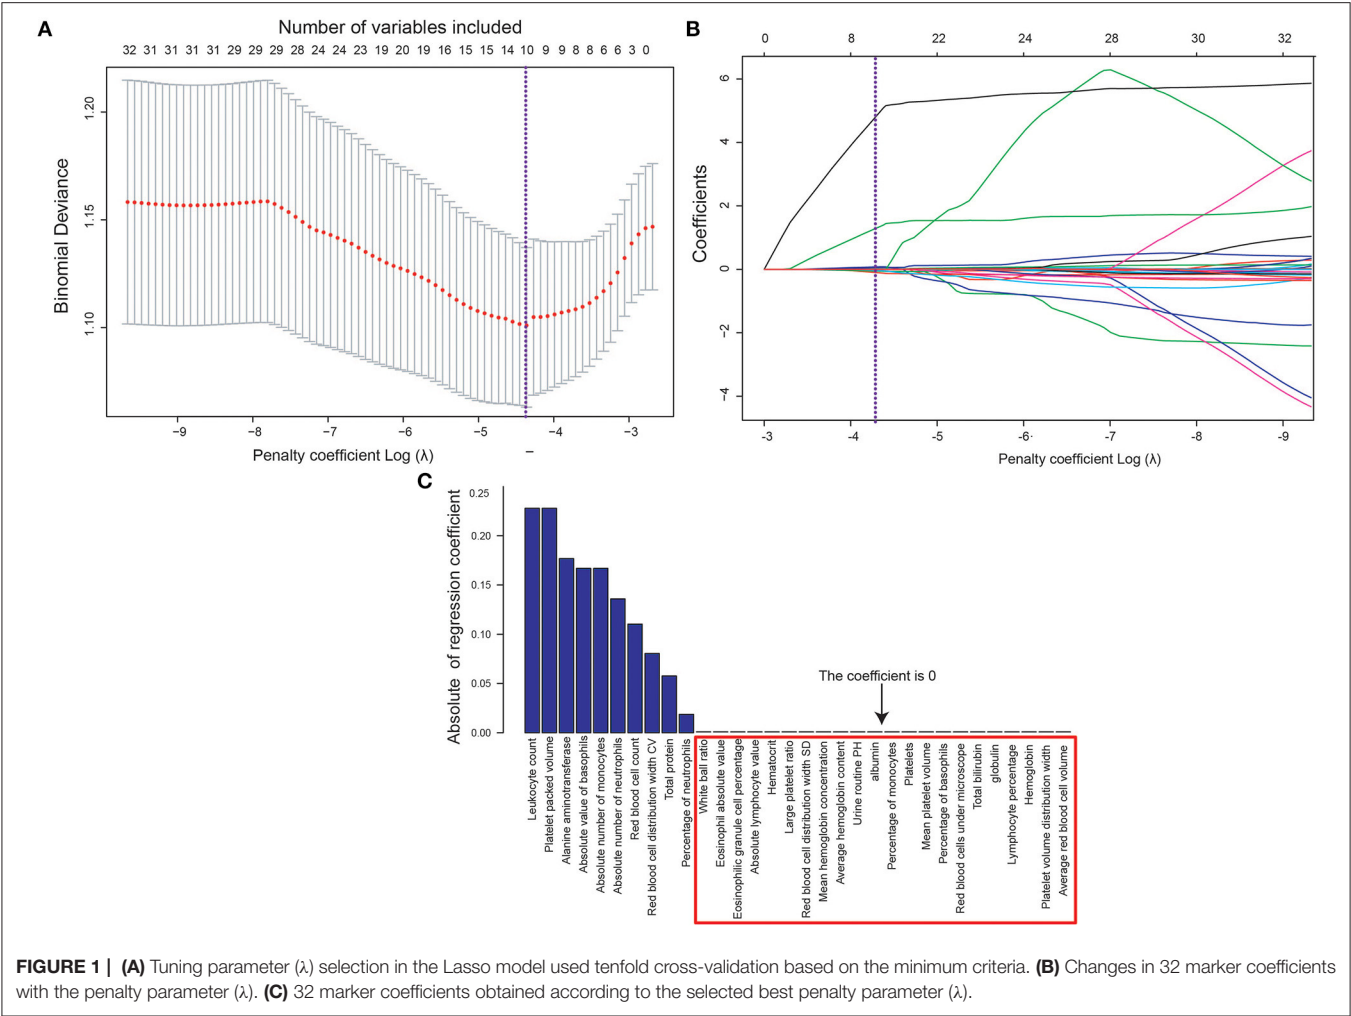 A
Number of variables included
32 31 31 31 31 29 29 29 28 24 24 23 19 20 19 16 15 15 14 10 9 9 8 8 6 6 3 0
Binomial Deviance
1.20
1.15
1.10
−9 −8 −7 −6 −5 −4 −3
Penalty coefficient Log (λ)
–
B
0 8 22 24 28 30 32
Coefficients
6
4
2
0
−2
−4
-3 -4 -5 -6 -7 -8 -9
Penalty coefficient Log (λ)
C
Absolute of regression coefficient
0.25
0.20
0.15
0.10
0.05
0.00
The coefficient is 0
Leukocyte count
Platelet packed volume
Alanine aminotransferase
Absolute value of basophils
Absolute number of monocytes
Absolute number of neutrophils
Red blood cell count
Red blood cell distribution width CV
Total protein
Percentage of neutrophils
White ball ratio
Eosinophil absolute value
Eosinophilic granule cell percentage
Absolute lymphocyte value
Hematocrit
Large platelet ratio
Red blood cell distribution width SD
Mean hemoglobin concentration
Average hemoglobin content
Urine routine PH
albumin
Percentage of monocytes
Platelets
Mean platelet volume
Percentage of basophils
Red blood cells under microscope
Total bilirubin
globulin
Lymphocyte percentage
Hemoglobin
Platelet volume distribution width
Average red blood cell volume
FIGURE 1 | (A) Tuning parameter (λ) selection in the Lasso model used tenfold cross-validation based on the minimum criteria. (B) Changes in 32 marker coefficients
with the penalty parameter (λ). (C) 32 marker coefficients obtained according to the selected best penalty parameter (λ).